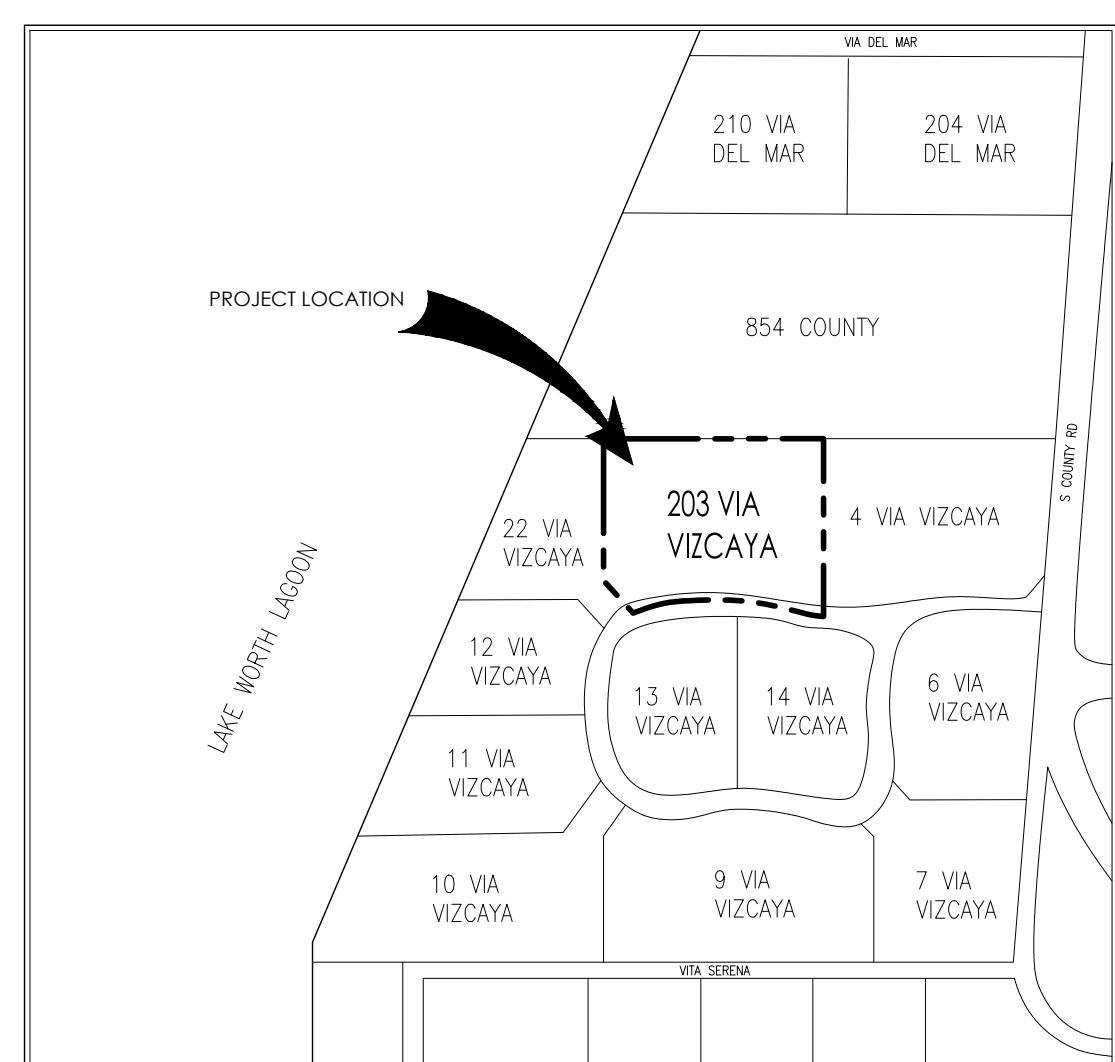 VIA DEL MAR
210 VIA
DEL MAR
204 VIA
DEL MAR
PROJECT LOCATION
854 COUNTY
S COUNTY RD
203 VIA
VIZCAYA
4 VIA VIZCAYA
22 VIA
VIZCAYA
LAKE WORTH LAGOON
12 VIA
VIZCAYA
13 VIA
VIZCAYA
14 VIA
VIZCAYA
6 VIA
VIZCAYA
11 VIA
VIZCAYA
10 VIA
VIZCAYA
9 VIA
VIZCAYA
7 VIA
VIZCAYA
VITA SERENA